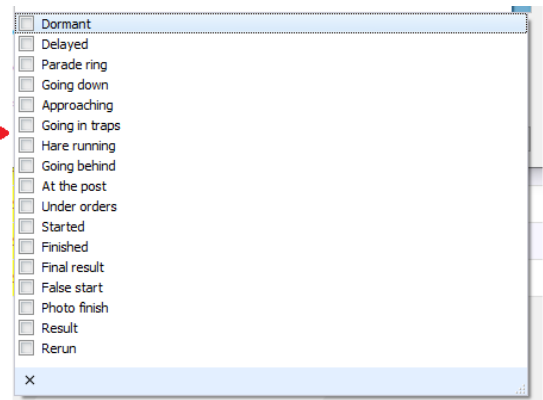 Dormant
Delayed
Parade ring
Going down
Approaching
Going in traps
Hare running
Going behind
At the post
Under orders
Started
Finished
Final result
False start
Photo finish
Result
Rerun